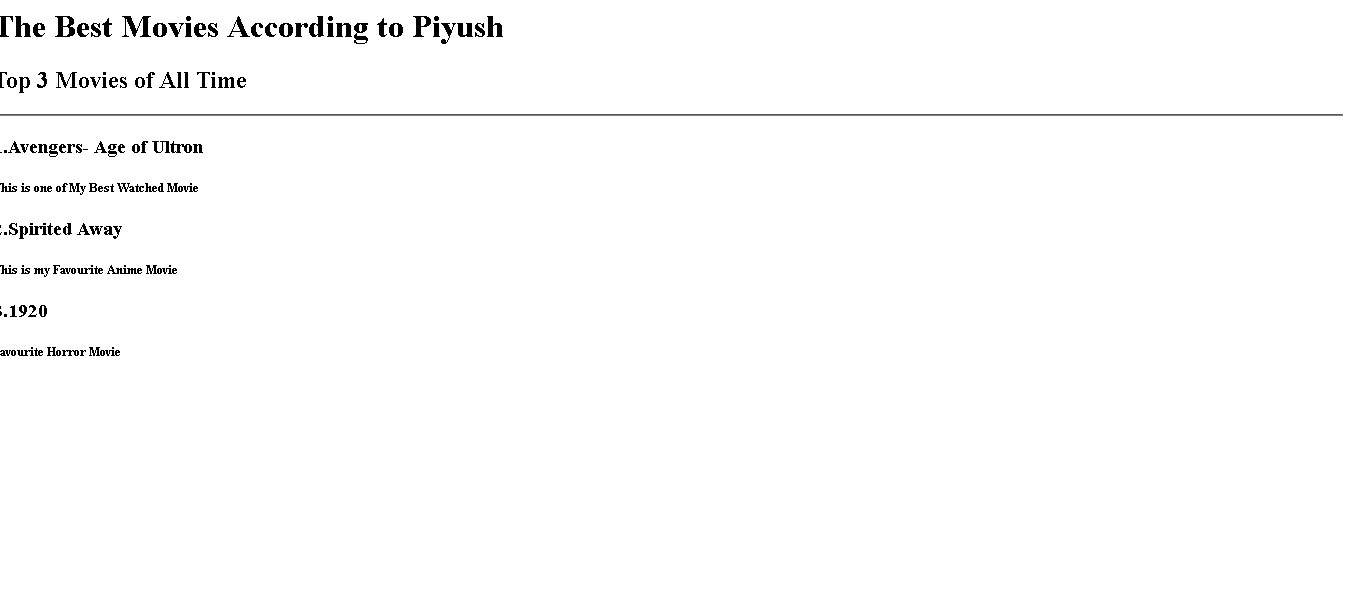 The Best Movies According to Piyush
Top 3 Movies of All Time
1.Avengers- Age of Ultron
This is one of My Best Watched Movie
2.Spirited Away
This is my Favourite Anime Movie
3.1920
avourite Horror Movie